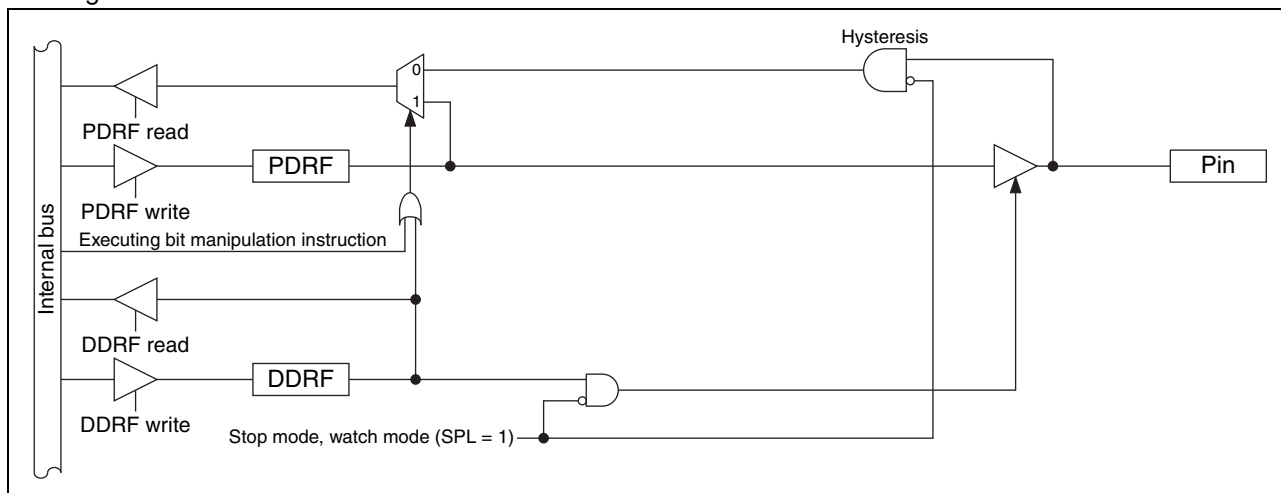 Hysteresis
0
1
PDRF read
PDRF
Pin
PDRF write
Executing bit manipulation instruction
Internal bus
DDRF read
DDRF
DDRF write
Stop mode, watch mode (SPL = 1)